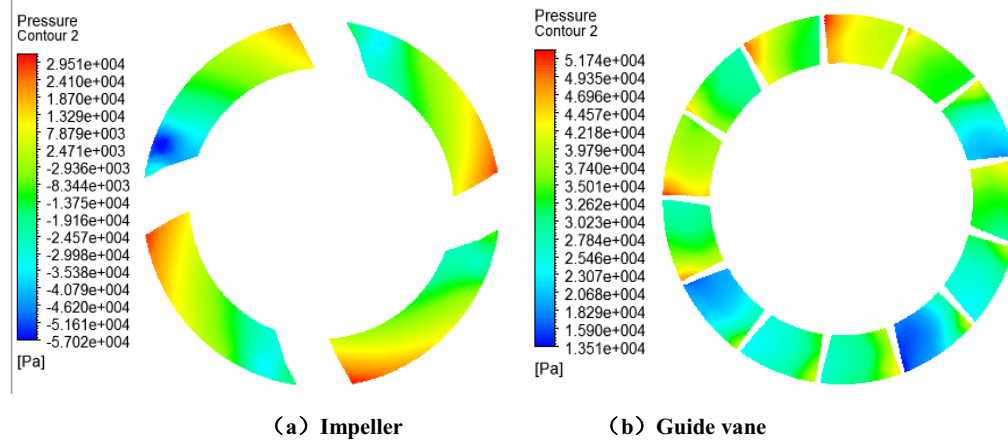 Pressure
Contour 2
2.951e+004
2.410e+004
1.870e+004
1.329e+004
7.879e+003
2.471e+003
-2.936e+003
-8.344e+003
-1.375e+004
-1.916e+004
-2.457e+004
-2.998e+004
-3.538e+004
-4.079e+004
-4.620e+004
-5.161e+004
-5.702e+004
[Pa]
(b)
Pressure
Contour 2
5.174e+004
4.935e+004
4.696e+004
4.457e+004
4.218e+004
3.979e+004
3.740e+004
3.501e+004
3.262e+004
3.023e+004
2.784e+004
2.546e+004
2.307e+004
2.068e+004
1.829e+004
1.590e+004
1.351e+004
[Pa]
（a）Impeller
（b）Guide vane